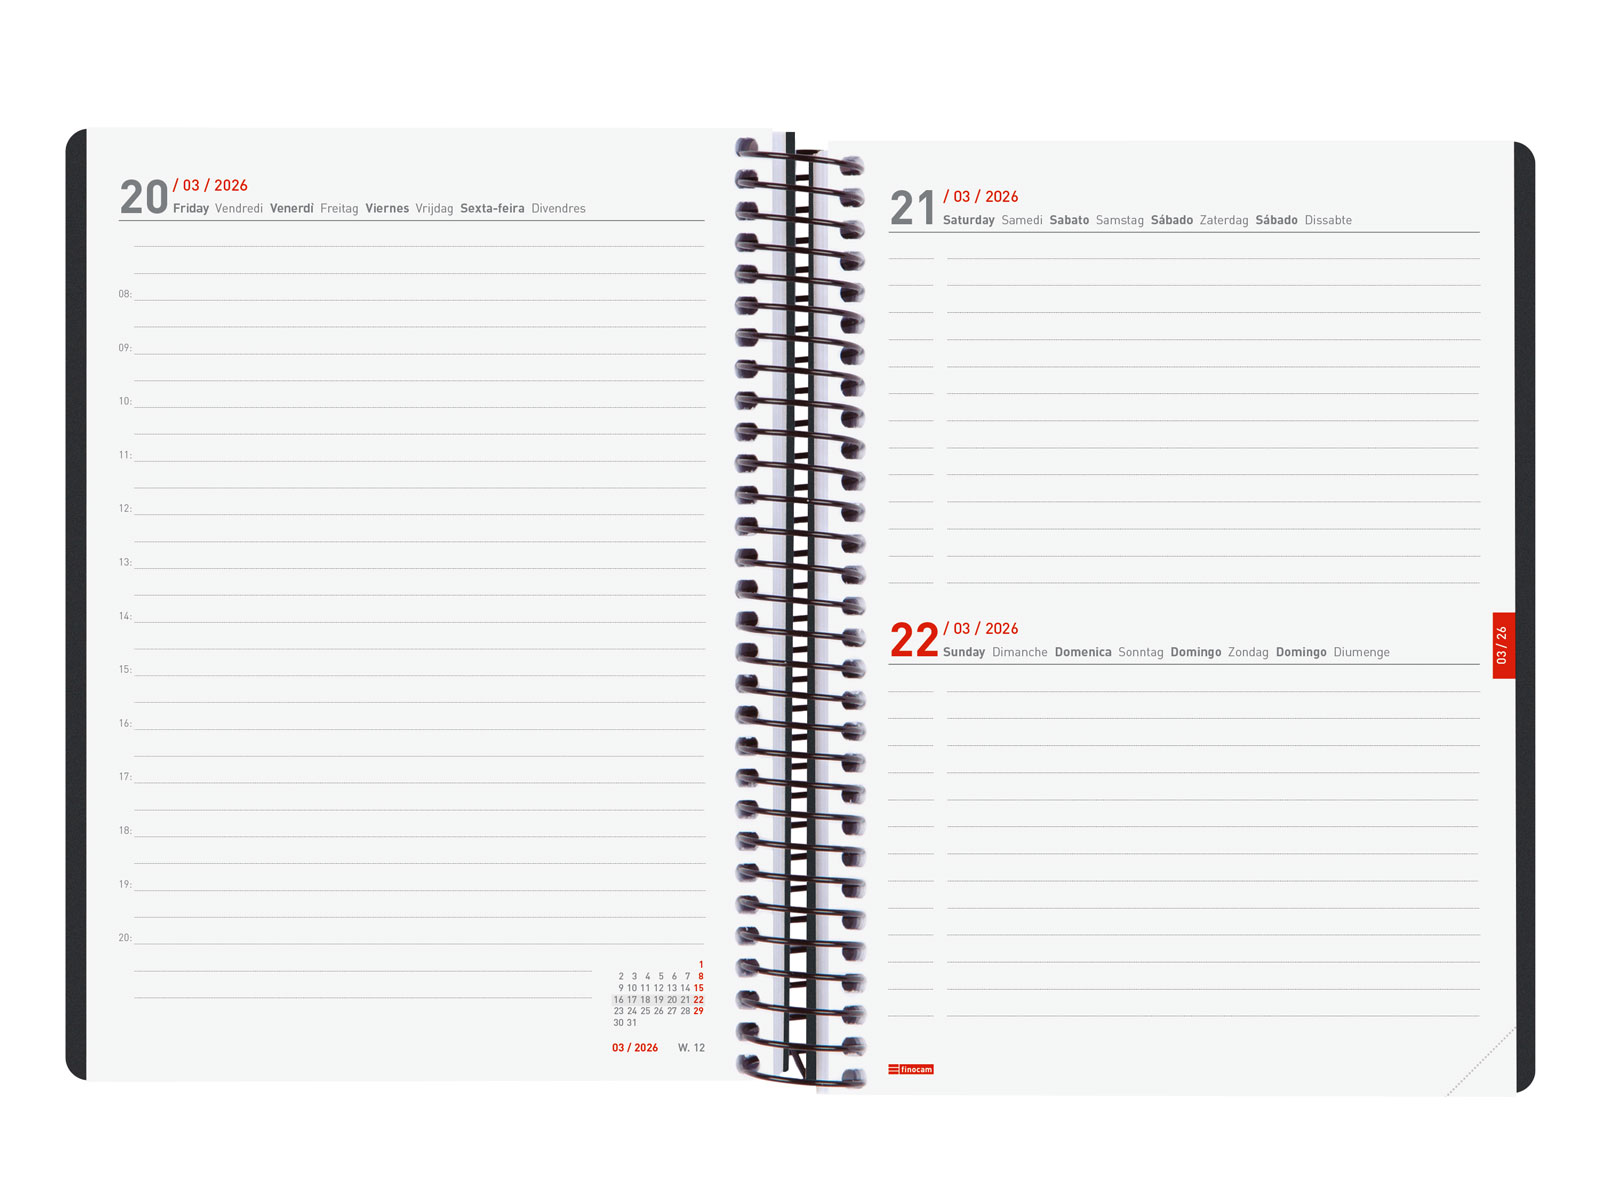 20 / 03 / 2026
Friday Vendredi Venerdí Freitag Viernes Vrijdag Sexta-feira Divendres
08:
09:
10:
11:
12:
13:
14:
15:
16:
17:
18:
19:
20:
1
2 3 4 5 6 7 8
9 10 11 12 13 14 15
16 17 18 19 20 21 22
23 24 25 26 27 28 29
30 31
03 / 2026 W. 12
21 / 03 / 2026
Saturday Samedi Sabato Samstag Sábado Zaterdag Sábado Dissabte
22 / 03 / 2026
Sunday Dimanche Domenica Sonntag Domingo Zondag Domingo Diumenge
03 / 26
finocam